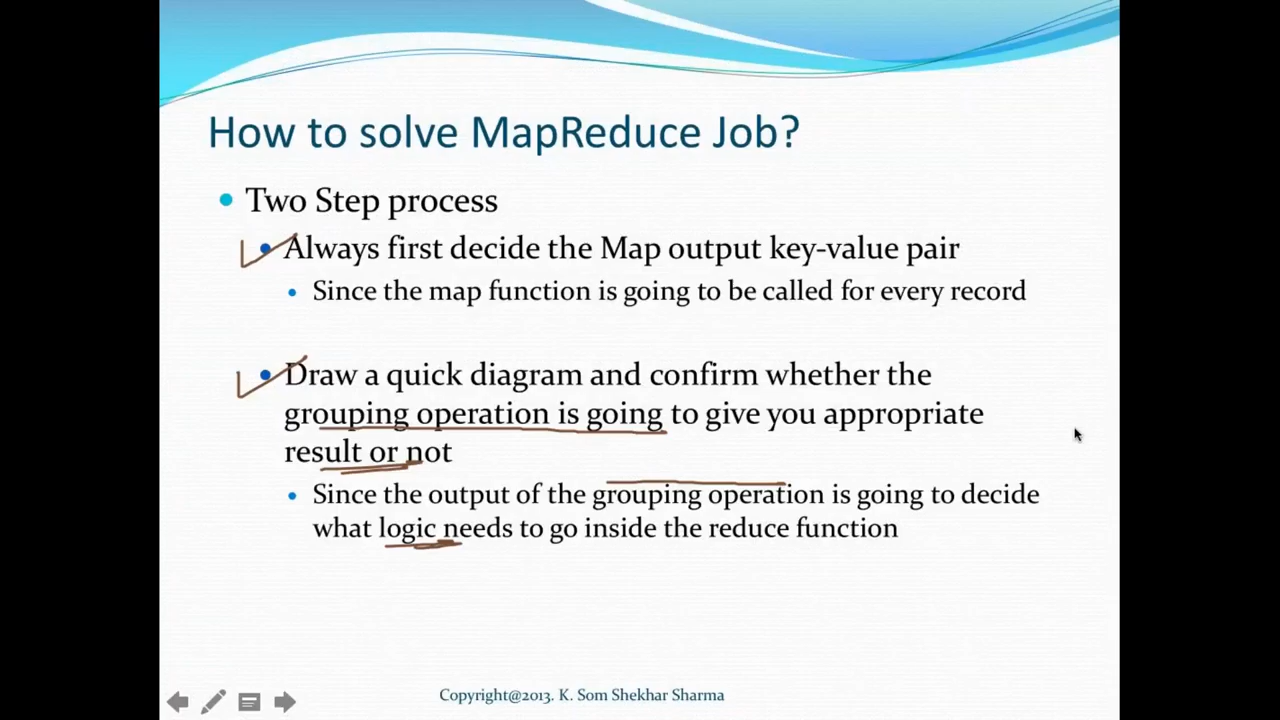 How to solve MapReduce Job?
Two Step process
Always first decide the Map output key-value pair
Since the map function is going to be called for every record
Draw a quick diagram and confirm whether the
grouping operation is going to give you appropriate
result or not
Since the output of the grouping operation is going to decide
what logic needs to go inside the reduce function
Copyright@2013. K. Som Shekhar Sharma